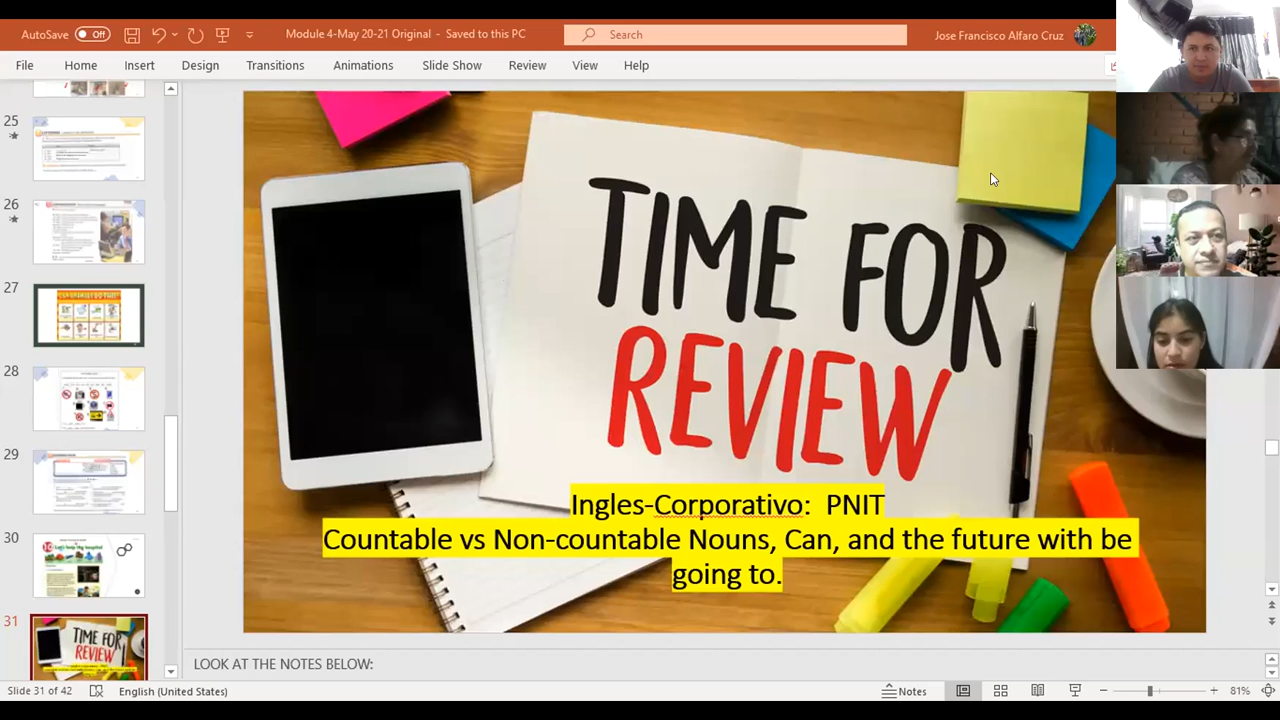 AutoSave Off Module 4-May 20-21 Original - Saved to this PC Search Jose Francisco Alfaro Cruz
File Home Insert Design Transitions Animations Slide Show Review View Help
25
26
27
28
29
30
31
TIME FOR
REVIEW
Ingles-Corporativo: PNIT
Countable vs Non-countable Nouns, Can, and the future with be
going to.
LOOK AT THE NOTES BELOW:
Slide 31 of 42 English (United States) Notes 81%